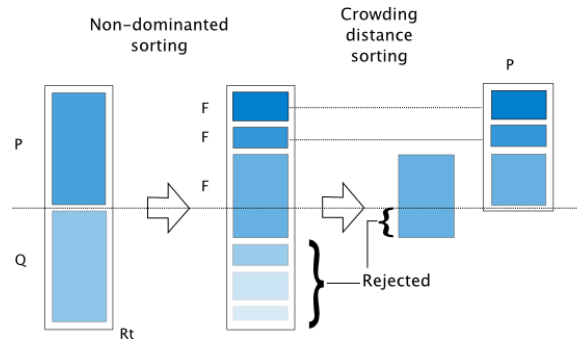 Non-dominanted
sorting
Crowding
distance
sorting
P
P
F
F
F
Q
Rejected
Rt